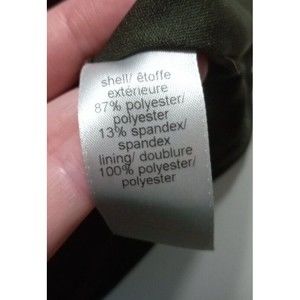 shell/ étoffe
extérieure
87% polyester/
polyester
13% spandex/
spandex
lining/ doublure
100% polyester/
polyester